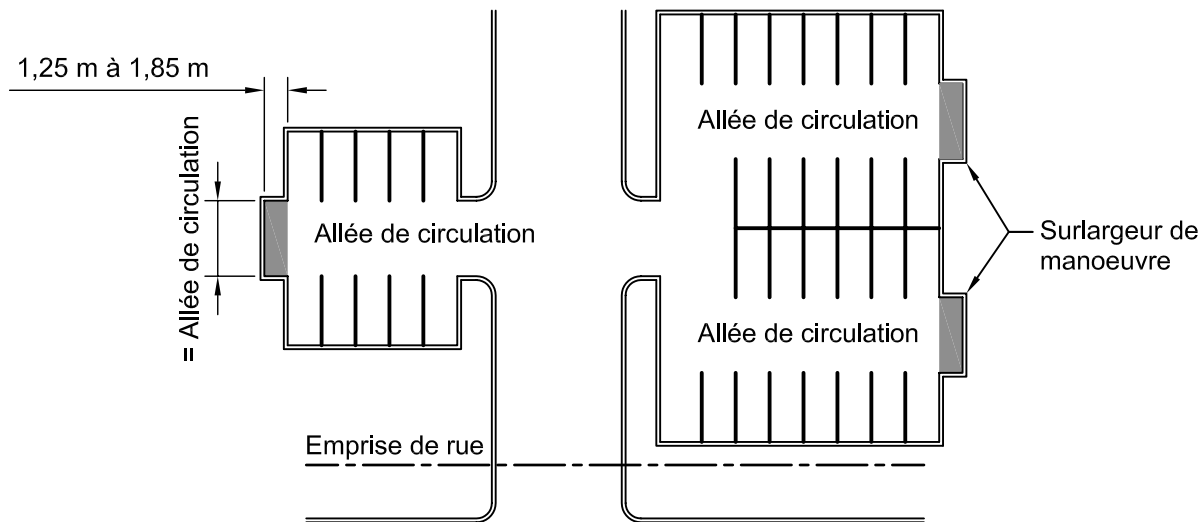 1,25 m à 1,85 m
= Allée de circulation
Allée de circulation
Allée de circulation
Allée de circulation
Surlargeur de
manoeuvre
Emprise de rue